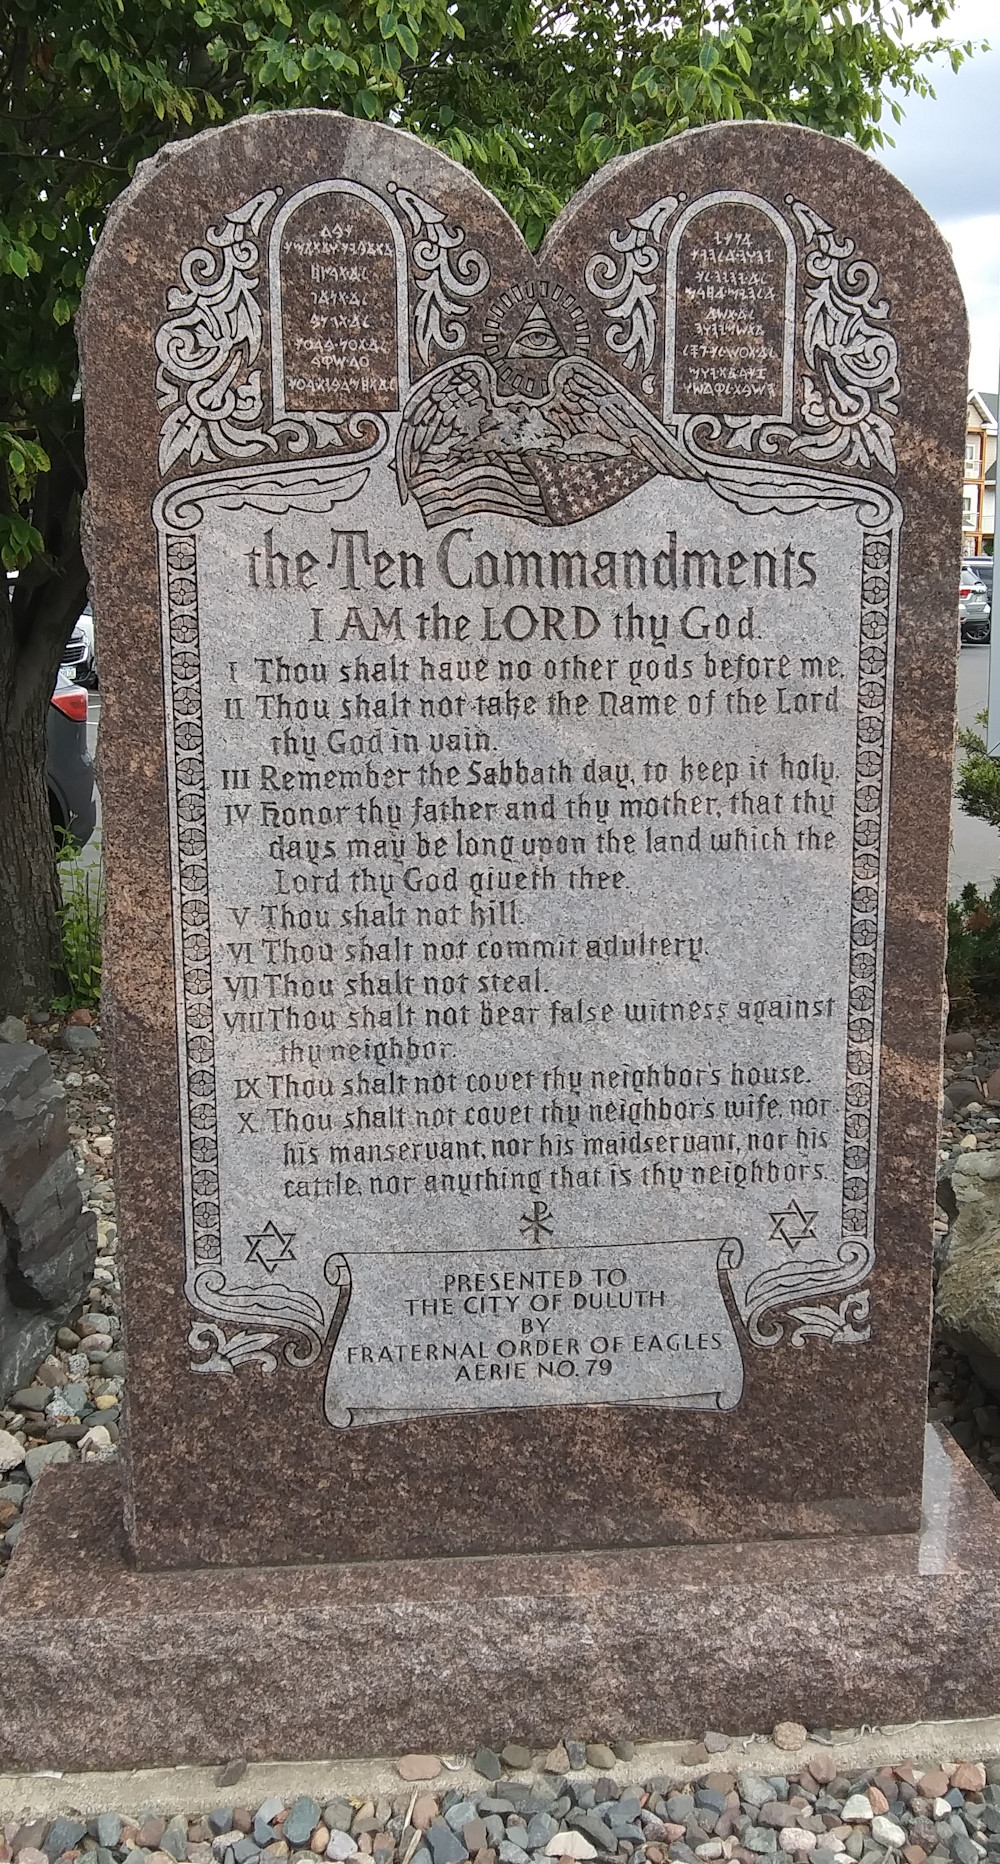 the Ten Commandments
I AM the LORD thy God.
I Thou shalt have no other gods before me.
II Thou shalt not take the Name of the Lord
thy God in vain.
III Remember the Sabbath day, to keep it holy.
IV Honor thy father and thy mother, that thy
days may be long upon the land which the
Lord thy God giveth thee.
V Thou shalt not kill.
VI Thou shalt not commit adultery.
VII Thou shalt not steal.
VIII Thou shalt not bear false witness against
thy neighbor.
IX Thou shalt not covet thy neighbor's house.
X Thou shalt not covet thy neighbor's wife, nor
his manservant, nor his maidservant, nor his
cattle, nor anything that is thy neighbor's.
PRESENTED TO
THE CITY OF DULUTH
BY
FRATERNAL ORDER OF EAGLES
AERIE NO. 79